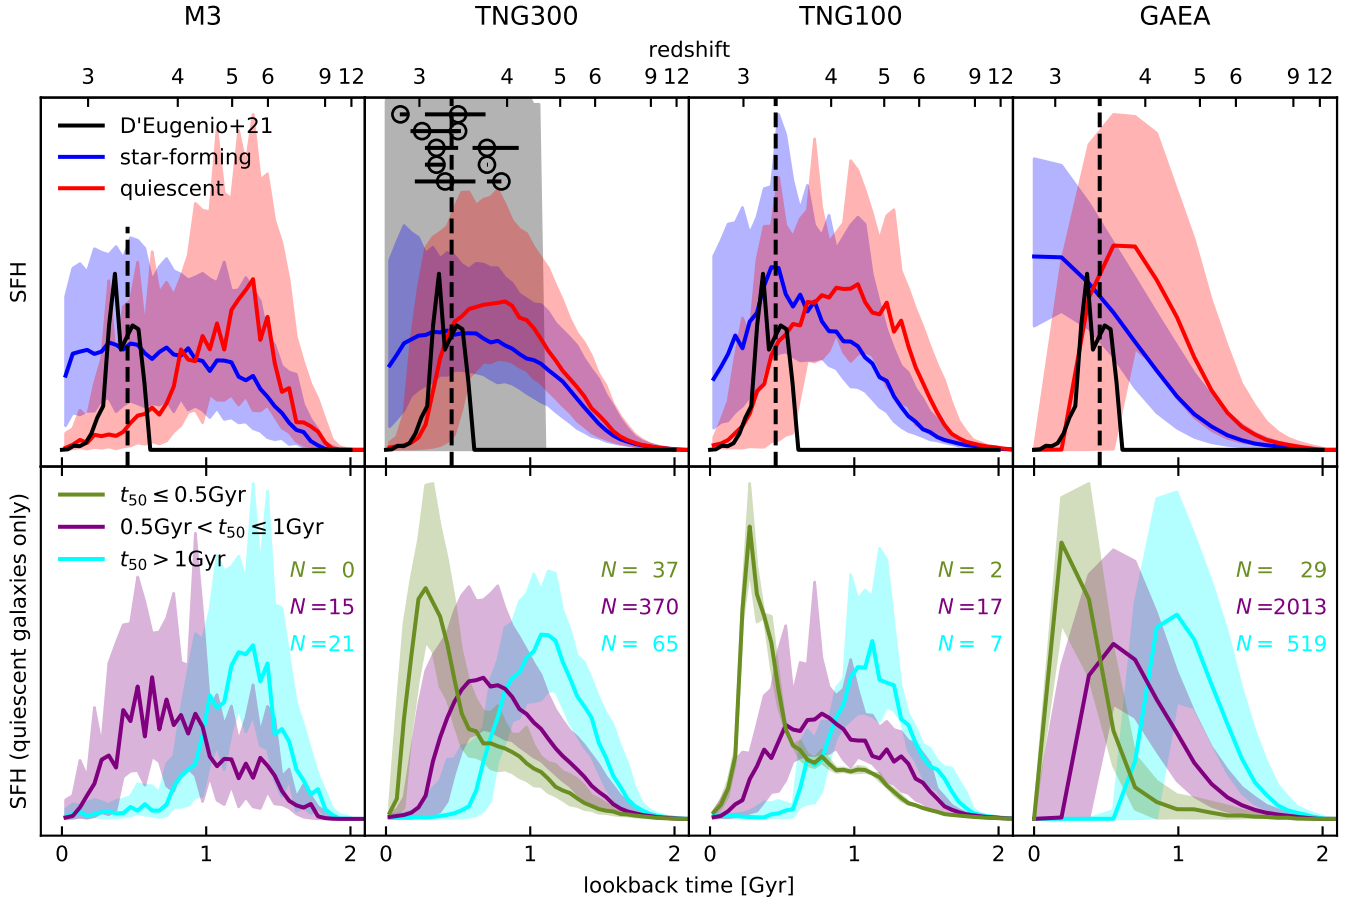 M3 TNG300 TNG100 GAEA
redshift
3 4 5 6 9 12 3 4 5 6 9 12 3 4 5 6 9 12 3 4 5 6 9 12
D'Eugenio+21
star-forming
quiescent
SFH
t50 ≤ 0.5Gyr
0.5Gyr < t50 ≤ 1Gyr
t50 > 1Gyr
N= 0 N= 37 N= 2 N= 29
N=15 N=370 N=17 N=2013
N=21 N= 65 N= 7 N= 519
SFH (quiescent galaxies only)
0 1 2 0 1 0 1 2 0 1 2
lookback time [Gyr]